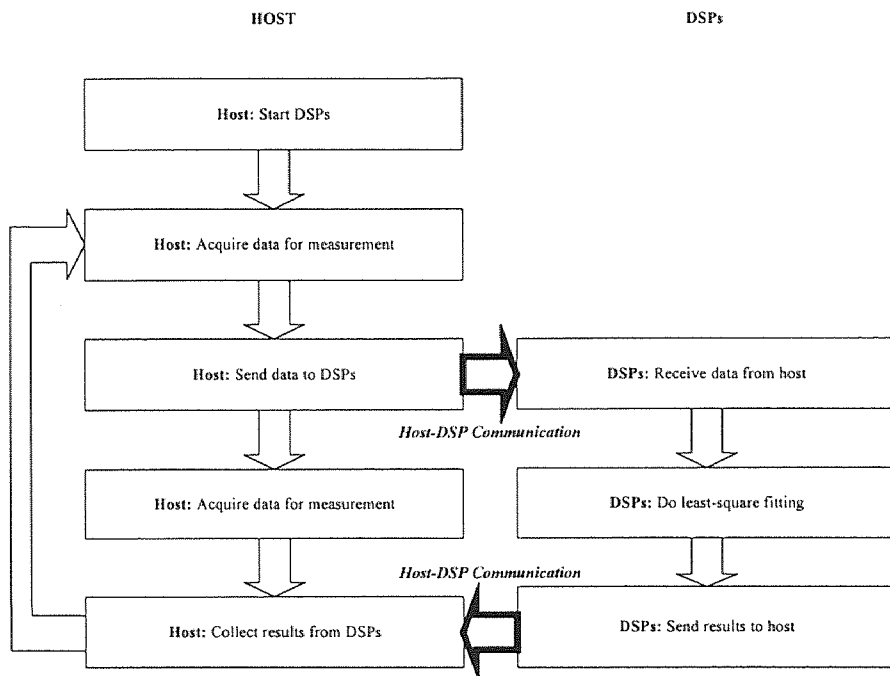 HOST
DSPs
Host: Start DSPs
Host: Acquire data for measurement
Host: Send data to DSPs
DSPs: Receive data from host
Host-DSP Communication
Host: Acquire data for measurement
DSPs: Do least-square fitting
Host-DSP Communication
Host: Collect results from DSPs
DSPs: Send results to host